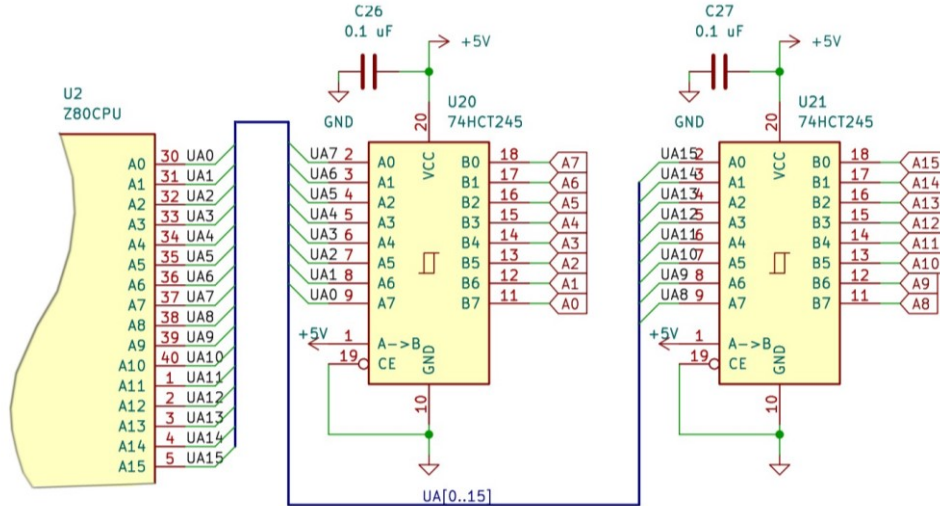 C26
0.1 uF
+5V
C27
0.1 uF
+5V
U2
Z80CPU
GND
U20
74HCT245
GND
U21
74HCT245
A0 30 UA0
A1 31 UA1
A2 32 UA2
A3 33 UA3
A4 34 UA4
A5 35 UA5
A6 36 UA6
A7 37 UA7
A8 38 UA8
A9 39 UA9
A10 40 UA10
A11 1 UA11
A12 2 UA12
A13 3 UA13
A14 4 UA14
A15 5 UA15
20
VCC
UA7 2 A0 B0 18 A7
UA6 3 A1 B1 17 A6
UA5 4 A2 B2 16 A5
UA4 5 A3 B3 15 A4
UA3 6 A4 B4 14 A3
UA2 7 A5 B5 13 A2
UA1 8 A6 B6 12 A1
UA0 9 A7 B7 11 A0
+5V 1 A->B
19 CE
GND
10
20
VCC
UA15 2 A0 B0 18 A15
UA14 3 A1 B1 17 A14
UA13 4 A2 B2 16 A13
UA12 5 A3 B3 15 A12
UA11 6 A4 B4 14 A11
UA10 7 A5 B5 13 A10
UA9 8 A6 B6 12 A9
UA8 9 A7 B7 11 A8
+5V 1 A->B
19 CE
GND
10
UA[0..15]